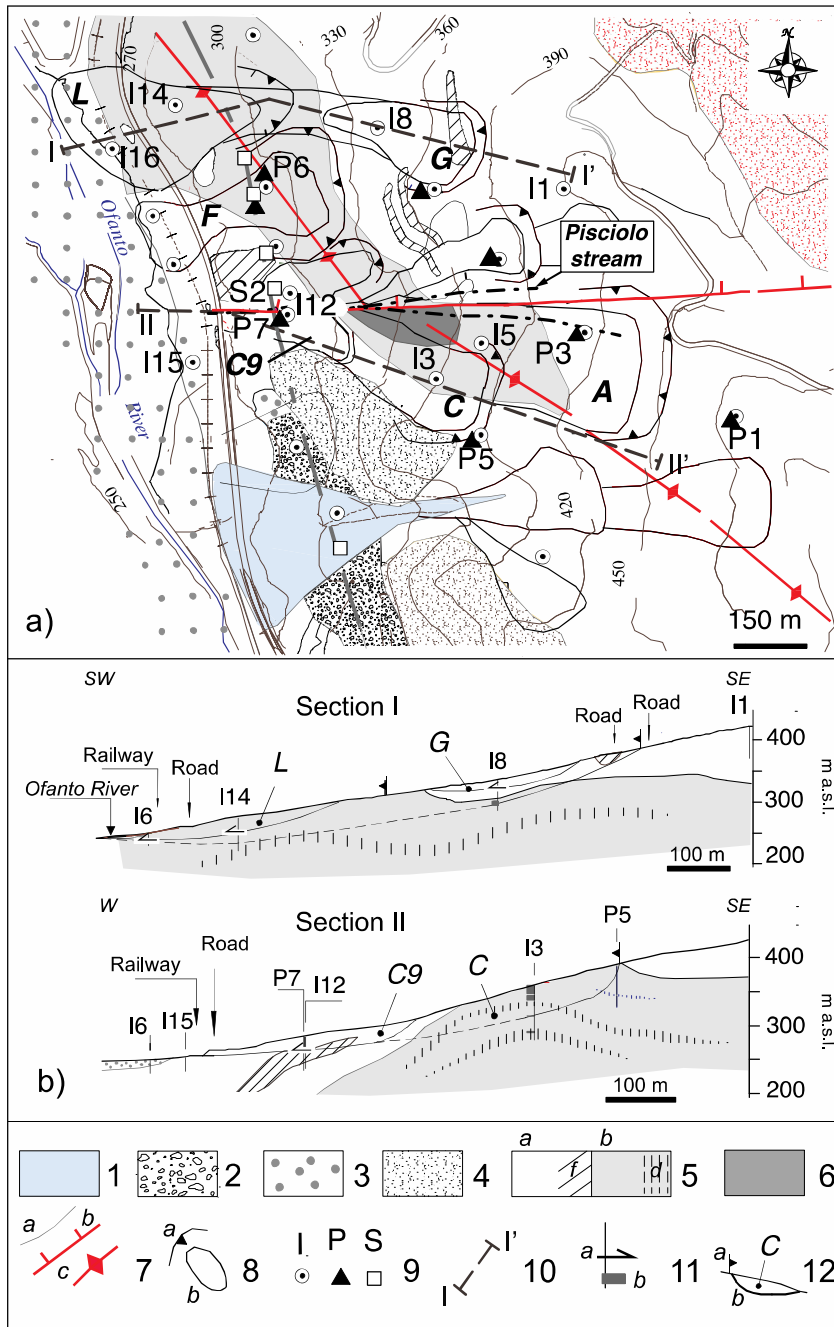 N
300
330
360
390
270
L
I14
I8
G
I
I16
I'
I1
P6
Ofanto
F
Pisciolo
stream
S2
II
I12
P7
I5
P3
I15
C9
I3
A
River
C
P1
P5
II'
250
420
450
a)
150 m
SW
SE
Section I
I1
Road
Road
400
Railway
G
I8
Road
L
Ofanto River
I14
300
I6
m a.s.l.
200
100 m
W
SE
Section II
P5
Road
I3
400
Railway
C9
C
P7
I12
I6
I15
300
m a.s.l.
b)
100 m
200
a b
1 2 3 4 f d 5 6
a b c 7 a b 8 I P S 9 I I' 10 a b 11 a b C 12